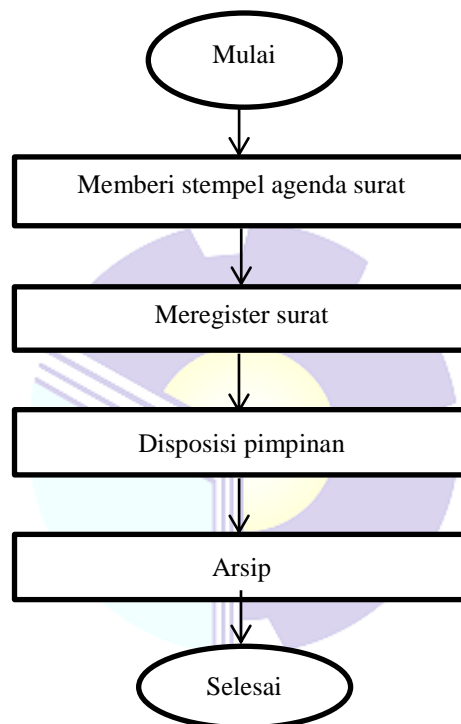 Mulai
Memberi stempel agenda surat
Meregister surat
Disposisi pimpinan
Arsip
Selesai